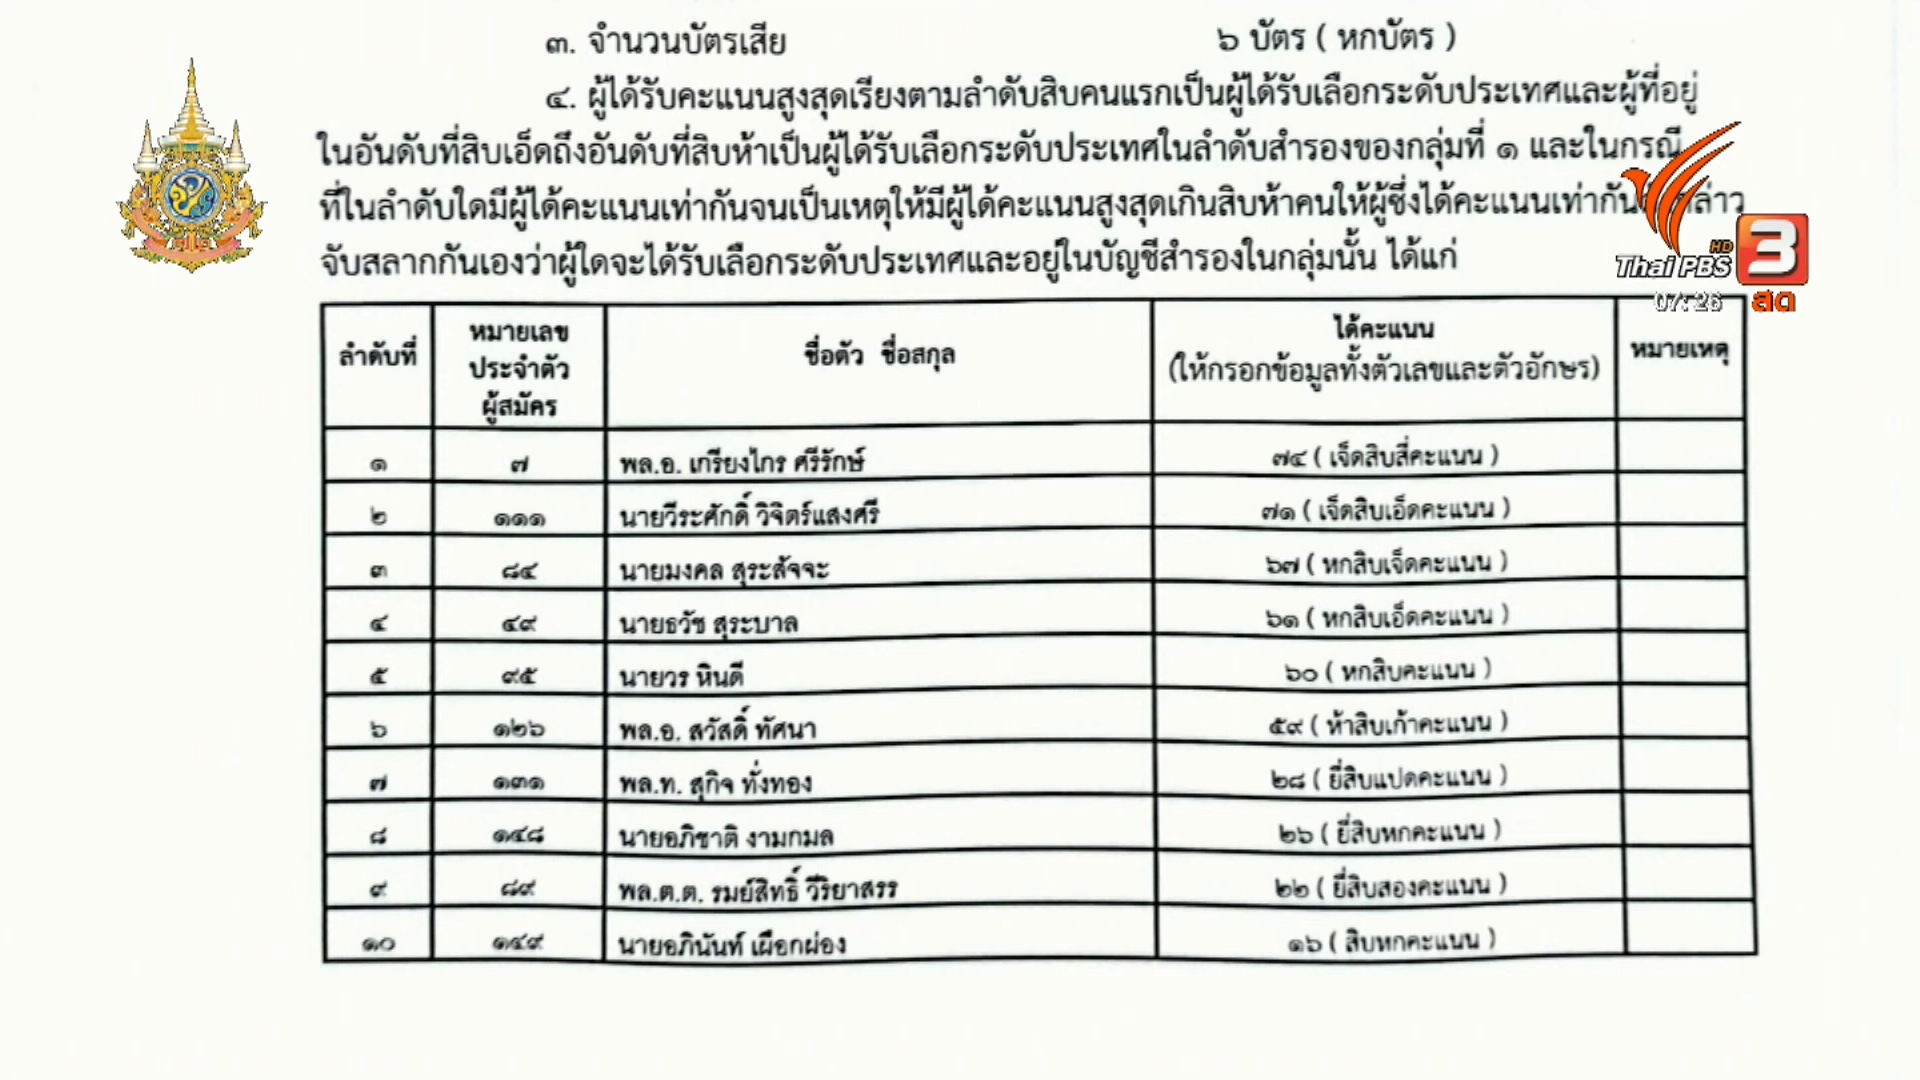 ๓. จำนวนบัตรเสีย ๖ บัตร ( หกบัตร )
๔. ผู้ได้รับคะแนนสูงสุดเรียงตามลำดับสิบคนแรกเป็นผู้ได้รับเลือกระดับประเทศและผู้ที่อยู่
ในอันดับที่สิบเอ็ดถึงอันดับที่สิบห้าเป็นผู้ได้รับเลือกระดับประเทศในลำดับสำรองของกลุ่มที่ ๑ และในกรณี
ที่ในลำดับใดมีผู้ได้คะแนนเท่ากันจนเป็นเหตุให้มีผู้ได้คะแนนสูงสุดเกินสิบห้าคนให้ผู้ซึ่งได้คะแนนเท่ากัน
จับสลากกันเองว่าผู้ใดจะได้รับเลือกระดับประเทศและอยู่ในบัญชีสำรองในกลุ่มนั้น ได้แก่
HD
Thai PBS 3
07:26 สด
ลำดับที่ หมายเลข ประจำตัว ผู้สมัคร ชื่อตัว ชื่อสกุล ได้คะแนน (ให้กรอกข้อมูลทั้งตัวเลขและตัวอักษร) หมายเหตุ
๑ ๗ พล.อ. เกรียงไกร ศรีรักษ์ ๗๔ ( เจ็ดสิบสี่คะแนน )
๒ ๑๑๑ นายวีระศักดิ์ วิจิตร์แสงศรี ๗๑ ( เจ็ดสิบเอ็ดคะแนน )
๓ ๘๔ นายมงคล สุระสัจจะ ๖๗ ( หกสิบเจ็ดคะแนน )
๔ ๔๙ นายธวัช สุระบาล ๖๑ ( หกสิบเอ็ดคะแนน )
๕ ๙๕ นายวร หินดี ๖๐ ( หกสิบคะแนน )
๖ ๑๒๖ พล.อ. สวัสดิ์ ทัศนา ๕๙ ( ห้าสิบเก้าคะแนน )
๗ ๑๓๑ พล.ท. สุกิจ ทั่งทอง ๒๘ ( ยี่สิบแปดคะแนน )
๘ ๑๔๘ นายอภิชาติ งามกมล ๒๖ ( ยี่สิบหกคะแนน )
๙ ๘๙ พล.ต.ต. รมย์สิทธิ์ วีริยาสรร ๒๒ ( ยี่สิบสองคะแนน )
๑๐ ๑๔๙ นายอภินันท์ เผือกผ่อง ๑๖ ( สิบหกคะแนน )